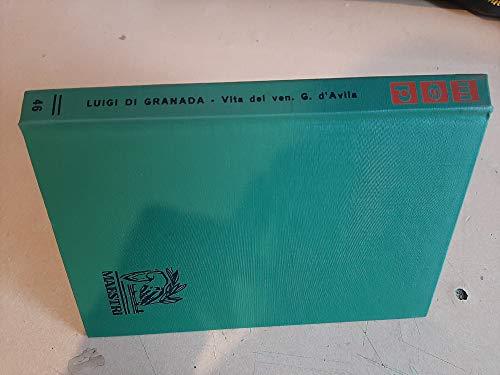 46
LUIGI DI GRANADA - Vita del ven. G. d'Avila
MAESTRI